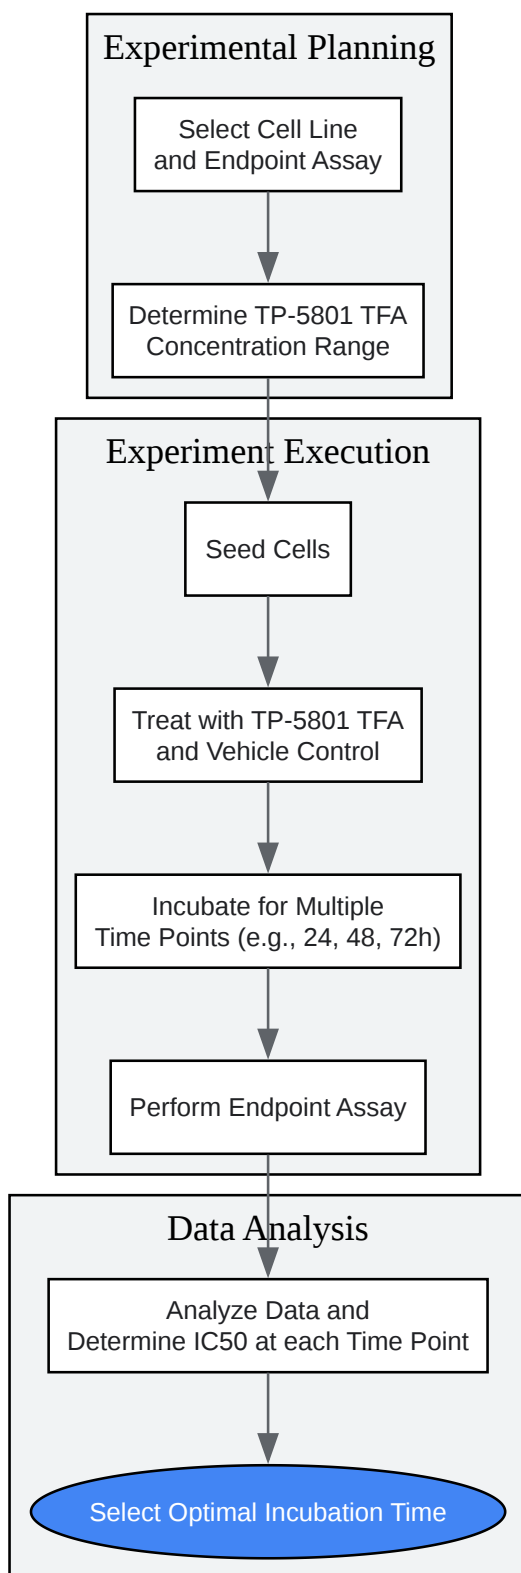 Experimental Planning
Select Cell Line
and Endpoint Assay
Determine TP-5801 TFA
Concentration Range
Experiment Execution
Seed Cells
Treat with TP-5801 TFA
and Vehicle Control
Incubate for Multiple
Time Points (e.g., 24, 48, 72h)
Perform Endpoint Assay
Data Analysis
Analyze Data and
Determine IC50 at each Time Point
Select Optimal Incubation Time